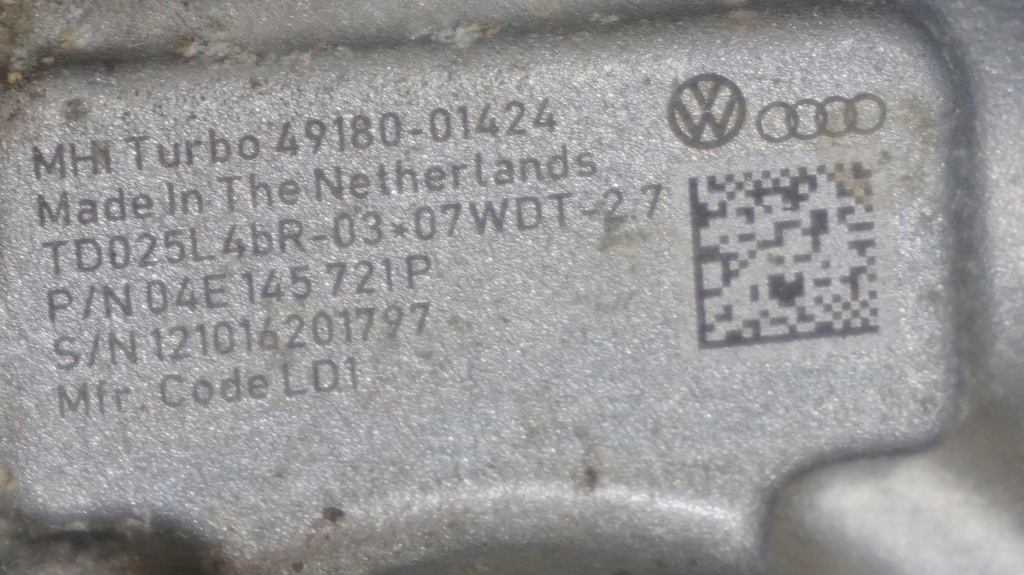 MHI Turbo 49180-01424
Made In The Netherlands
TD025L4bR-03×07WDT-2.7
P/N 04E 145 721 P
S/N 121016201797
Mfr. Code LD1